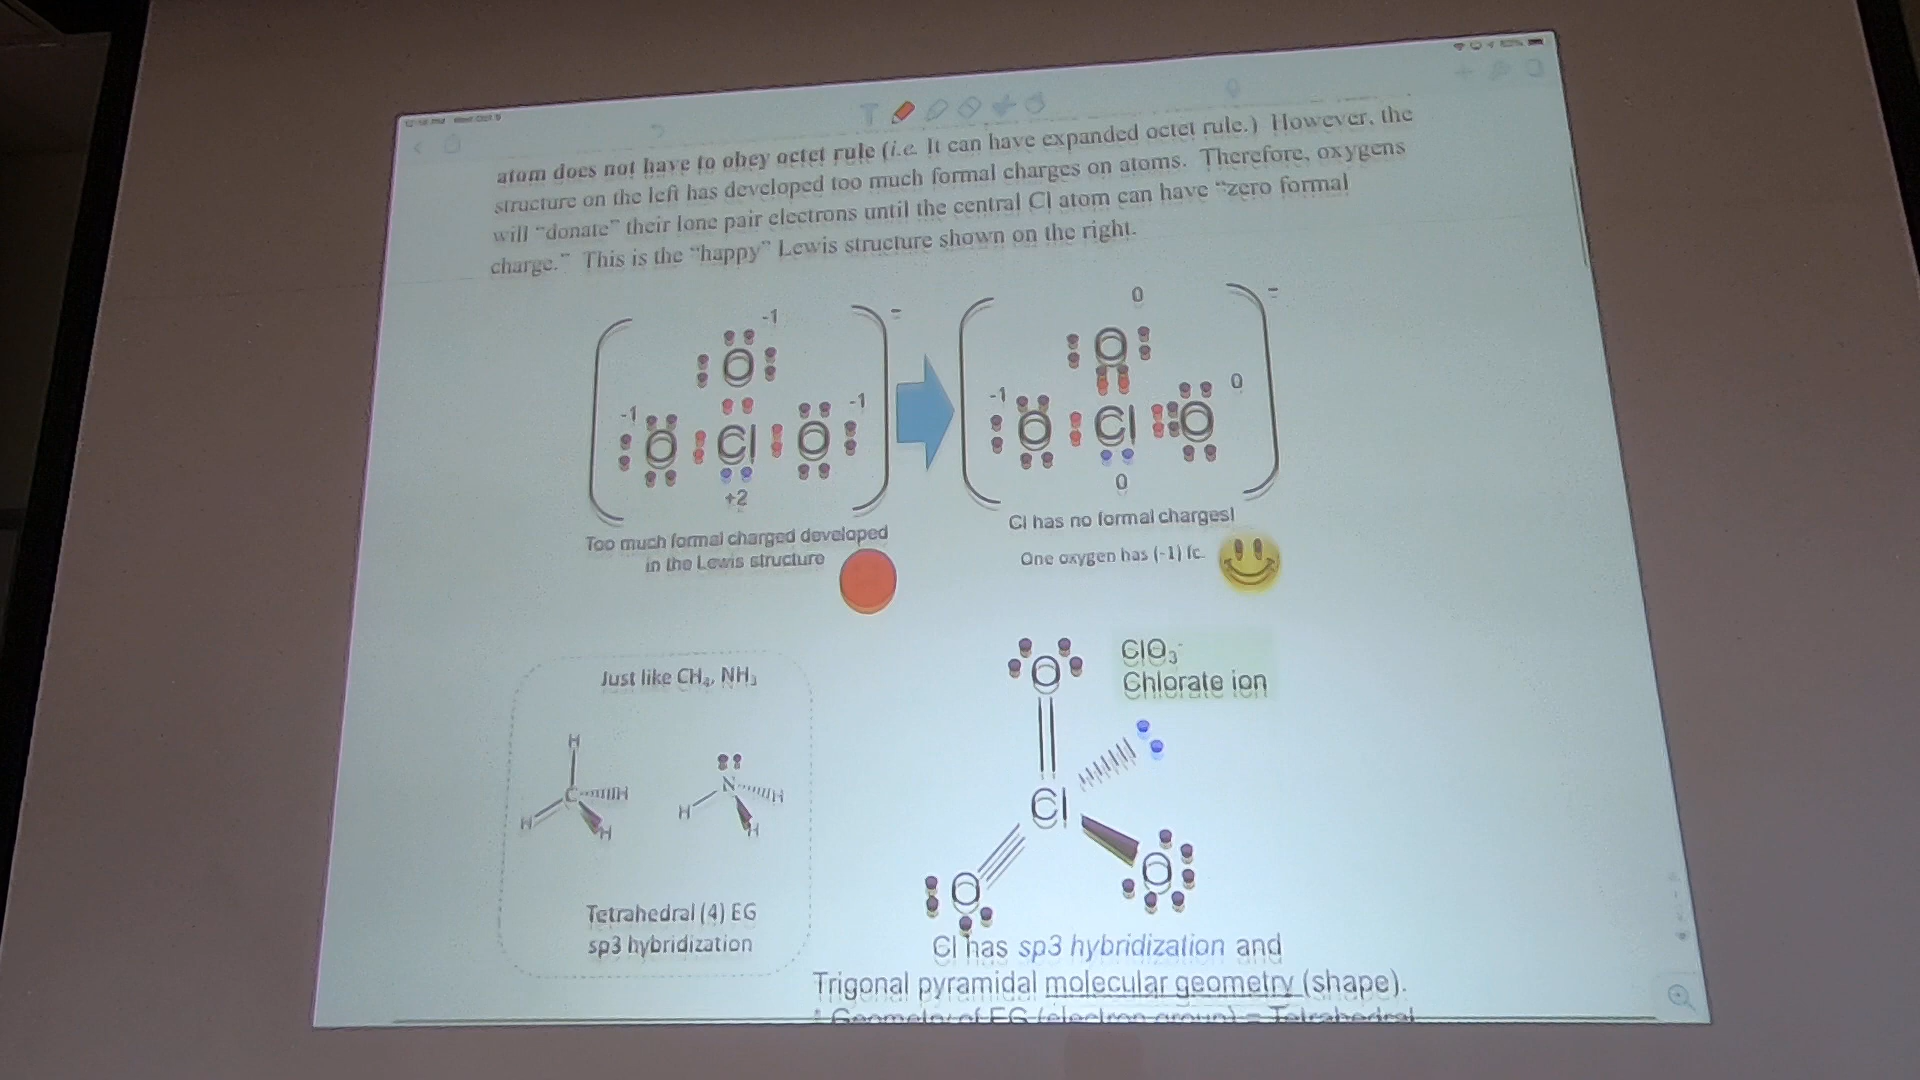 atom does not have to obey octet rule (i.e. It can have expanded octet rule.) However, the
structure on the left has developed too much formal charges on atoms. Therefore, oxygens
will "donate" their lone pair electrons until the central Cl atom can have "zero formal
charge." This is the "happy" Lewis structure shown on the right.
-1
O
-1 -1
O Cl O
+2
-
0
O
-1 0
O Cl O
0
-
Too much formal charged developed
in the Lewis structure
Cl has no formal charges!
One oxygen has (-1) fc.
Just like CH₄, NH₃
H
C H
H H
N H
H H
Tetrahedral (4) EG
sp3 hybridization
ClO₃⁻
Chlorate ion
O
Cl
O O
Cl has sp3 hybridization and
Trigonal pyramidal molecular geometry (shape).
* Geometry of EG (electron group) = Tetrahedral